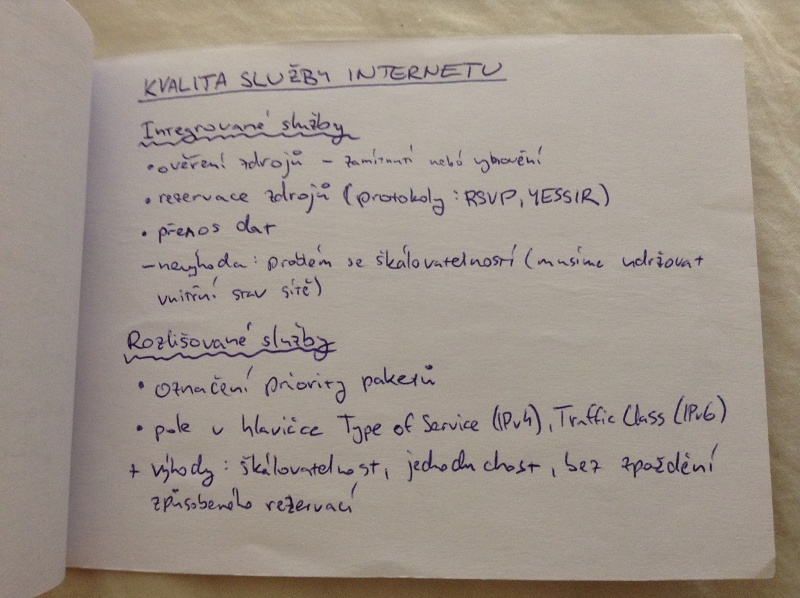 KVALITA SLUŽBY INTERNETU
Integrované služby
• ověření zdrojů – zamítnutí nebo vyhovění
• rezervace zdrojů (protokoly: RSVP, YESSIR)
• přenos dat
– nevýhoda: problém se škálovatelností (musíme udržovat
vnitřní stav sítě)
Rozlišované služby
• označení priority paketů
• pole v hlavičce Type of Service (IPv4), Traffic Class (IPv6)
+ výhody: škálovatelnost, jednoduchost, bez zpoždění
způsobeného rezervací